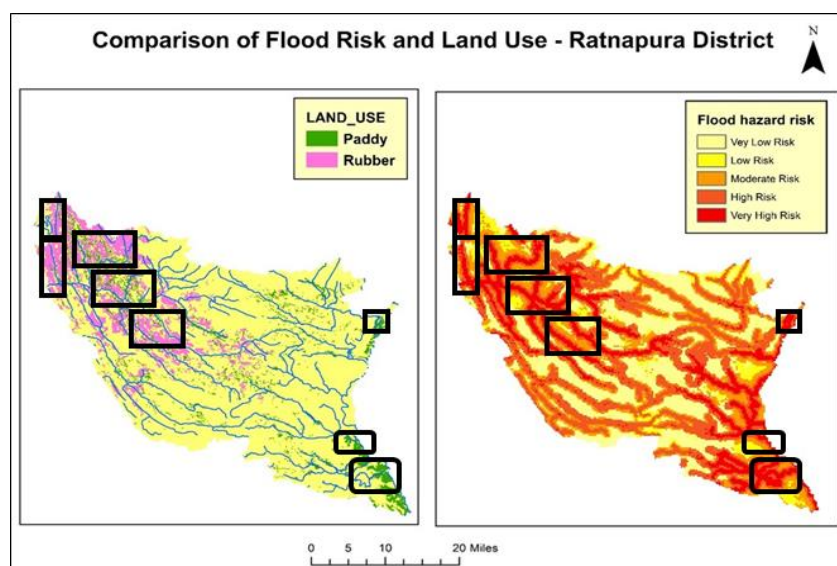 Comparison of Flood Risk and Land Use - Ratnapura District
N
LAND_USE
Paddy
Rubber
Flood hazard risk
Vey Low Risk
Low Risk
Moderate Risk
High Risk
Very High Risk
0 5 10 20 Miles